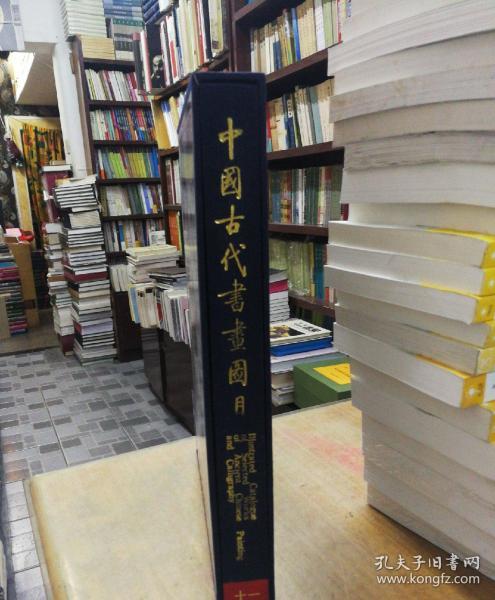 中國古代書畫圖目
Illustrated Catalogue
of Selected Works
of Ancient Chinese Painting
and Calligraphy
十一
孔夫子旧书网
www.kongfz.com